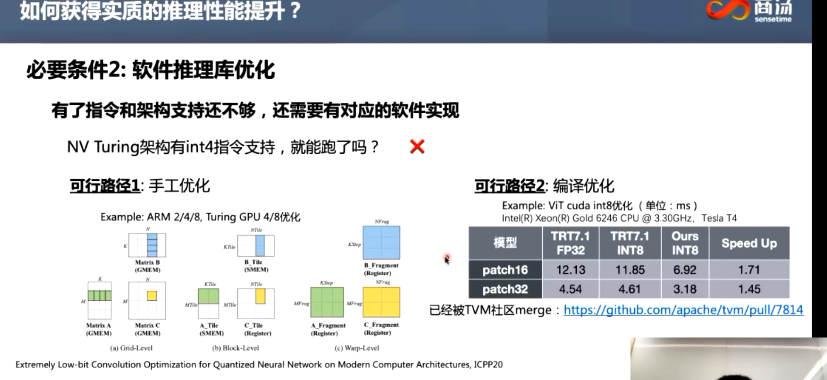 如何获得实质的推理性能提升？
商汤
sensetime
必要条件2: 软件推理库优化
有了指令和架构支持还不够，还需要有对应的软件实现
NV Turing架构有int4指令支持，就能跑了吗？
可行路径1: 手工优化
Example: ARM 2/4/8, Turing GPU 4/8优化
N
K
Matrix B
(GMEM)
K
M
Matrix A
(GMEM)
N
M
Matrix C
(GMEM)
(a) Grid-Level
NTile
KTile
B_Tile
(SMEM)
KTile
MTile
A_Tile
(SMEM)
NTile
MTile
C_Tile
(Register)
(b) Block-Level
NFrag
KStep
B_Fragment
(Register)
KStep
MFrag
A_Fragment
(Register)
NFrag
MFrag
C_Fragment
(Register)
(c) Warp-Level
可行路径2: 编译优化
Example: ViT cuda int8优化（单位：ms）
Intel(R) Xeon(R) Gold 6246 CPU @ 3.30GHz，Tesla T4
模型 TRT7.1 FP32 TRT7.1 INT8 Ours INT8 Speed Up
patch16 12.13 11.85 6.92 1.71
patch32 4.54 4.61 3.18 1.45
已经被TVM社区merge：https://github.com/apache/tvm/pull/7814
Extremely Low-bit Convolution Optimization for Quantized Neural Network on Modern Computer Architectures, ICPP20